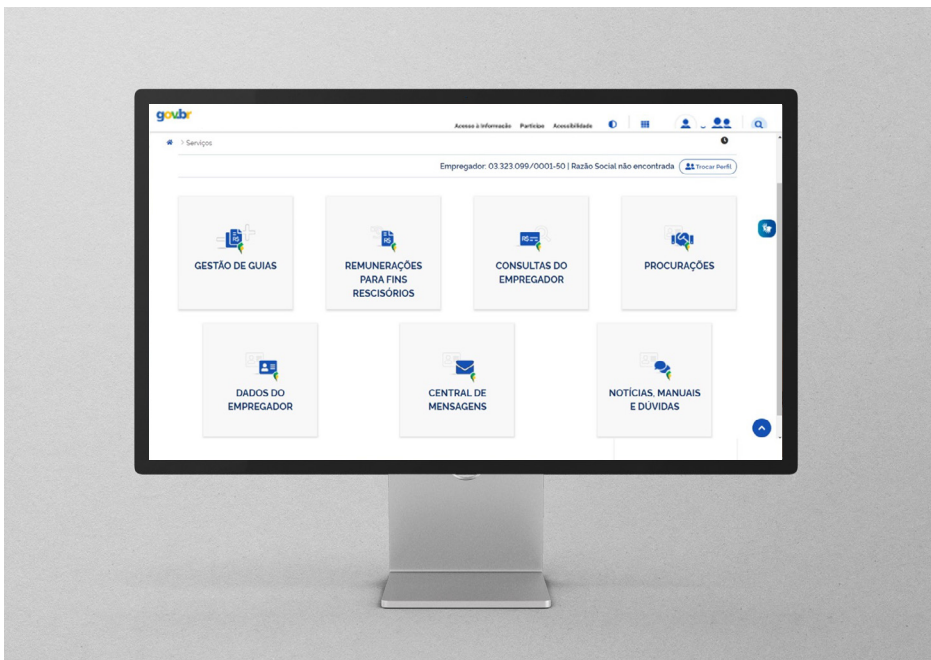 gov.br
Acesso à Informação Participe Acessibilidade
Serviços
Empregador: 03.323.099/0001-50 | Razão Social não encontrada Trocar Perfil
GESTÃO DE GUIAS
REMUNERAÇÕES
PARA FINS
RESCISÓRIOS
CONSULTAS DO
EMPREGADOR
PROCURAÇÕES
DADOS DO
EMPREGADOR
CENTRAL DE
MENSAGENS
NOTÍCIAS, MANUAIS
E DÚVIDAS